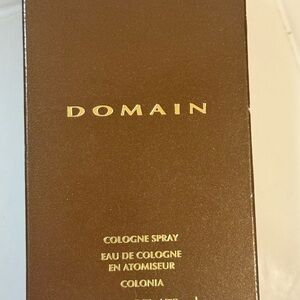 DOMAIN
COLOGNE SPRAY
EAU DE COLOGNE
EN ATOMISEUR
COLONIA